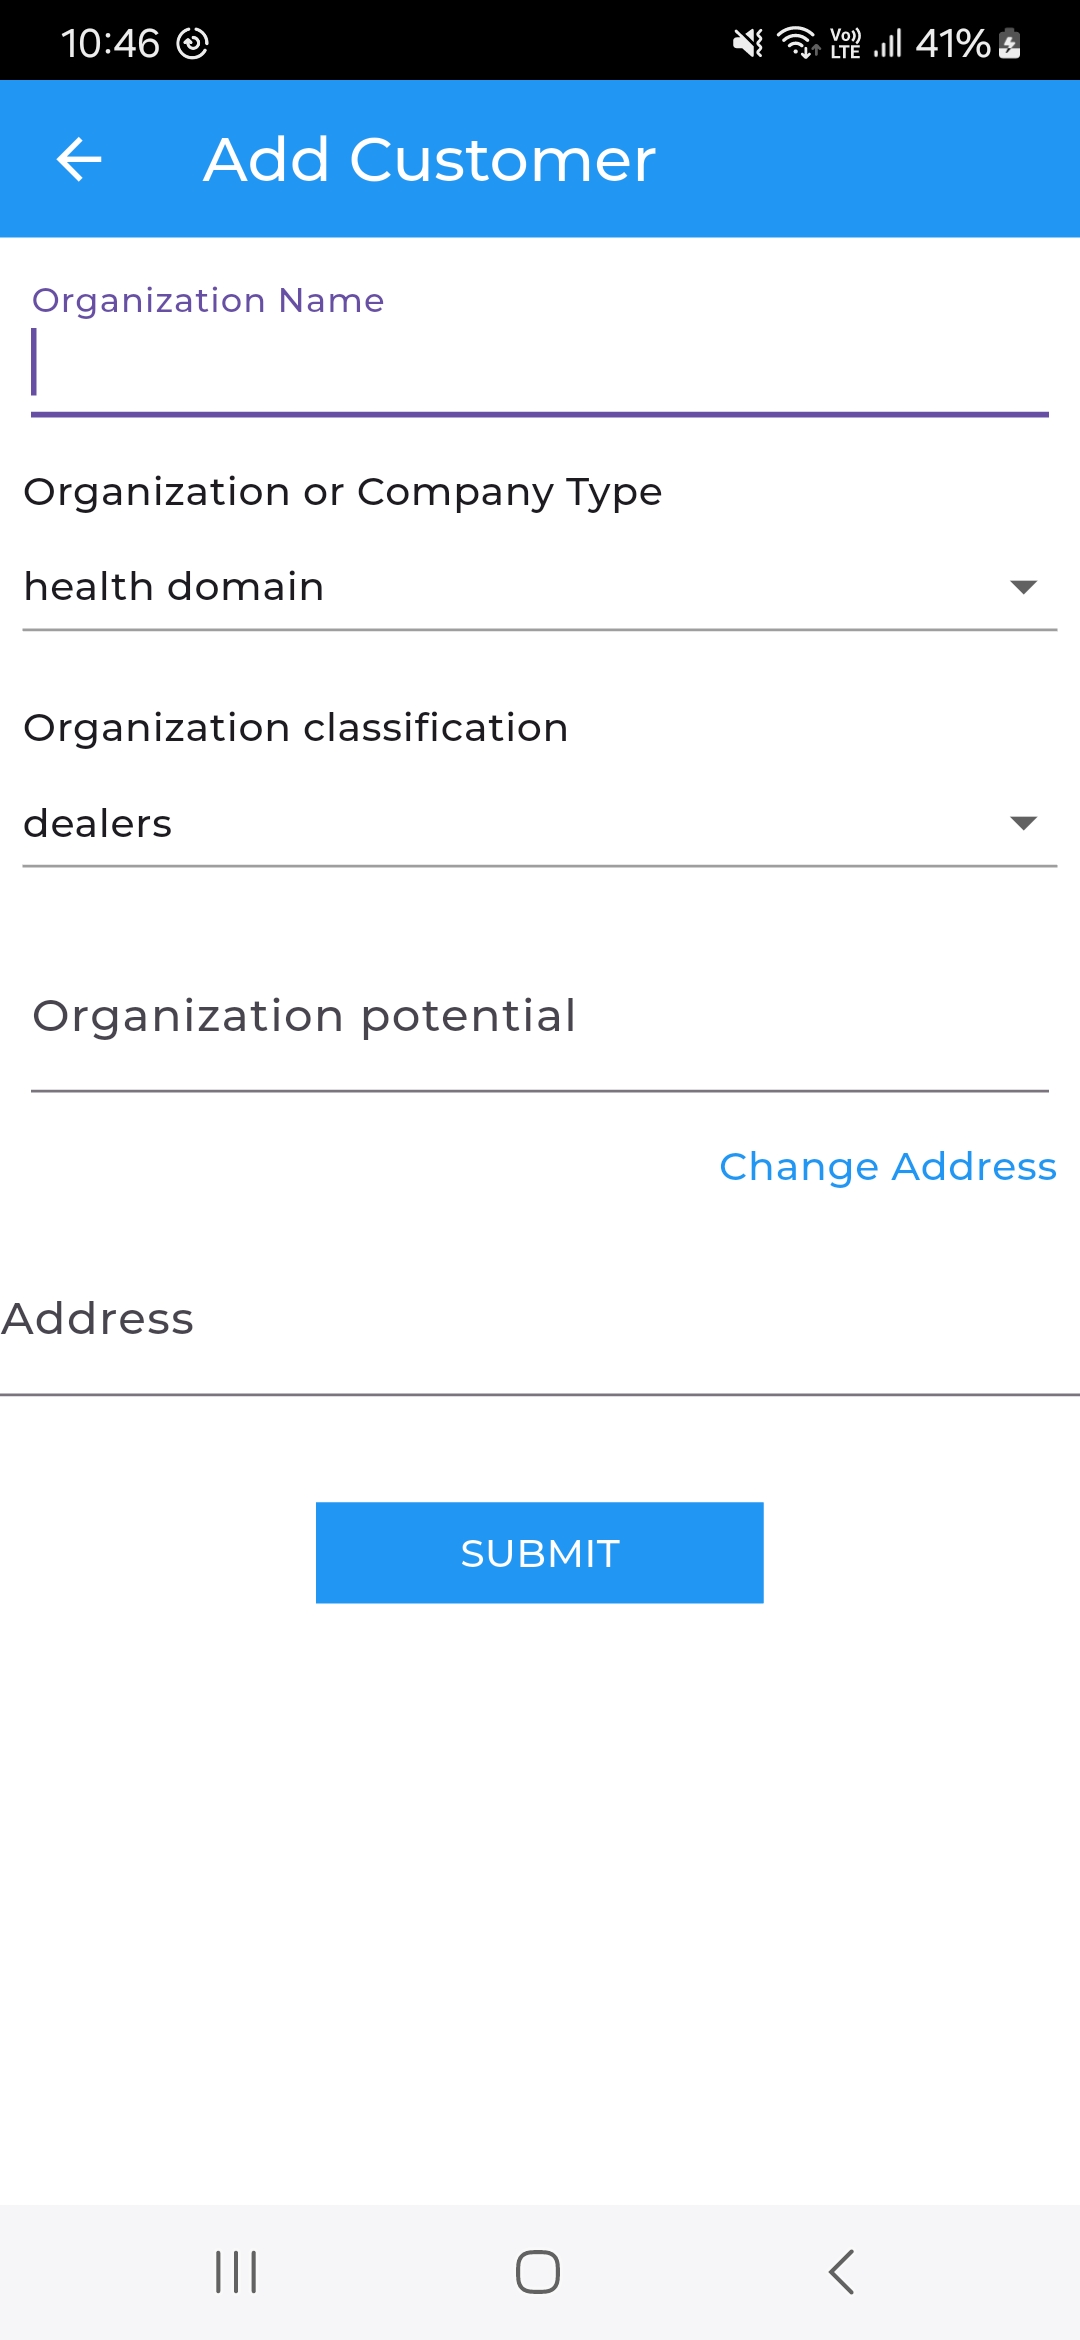 10:46
Vo)) LTE 41%
Add Customer
Organization Name
Organization or Company Type
health domain
Organization classification
dealers
Organization potential
Change Address
Address
SUBMIT